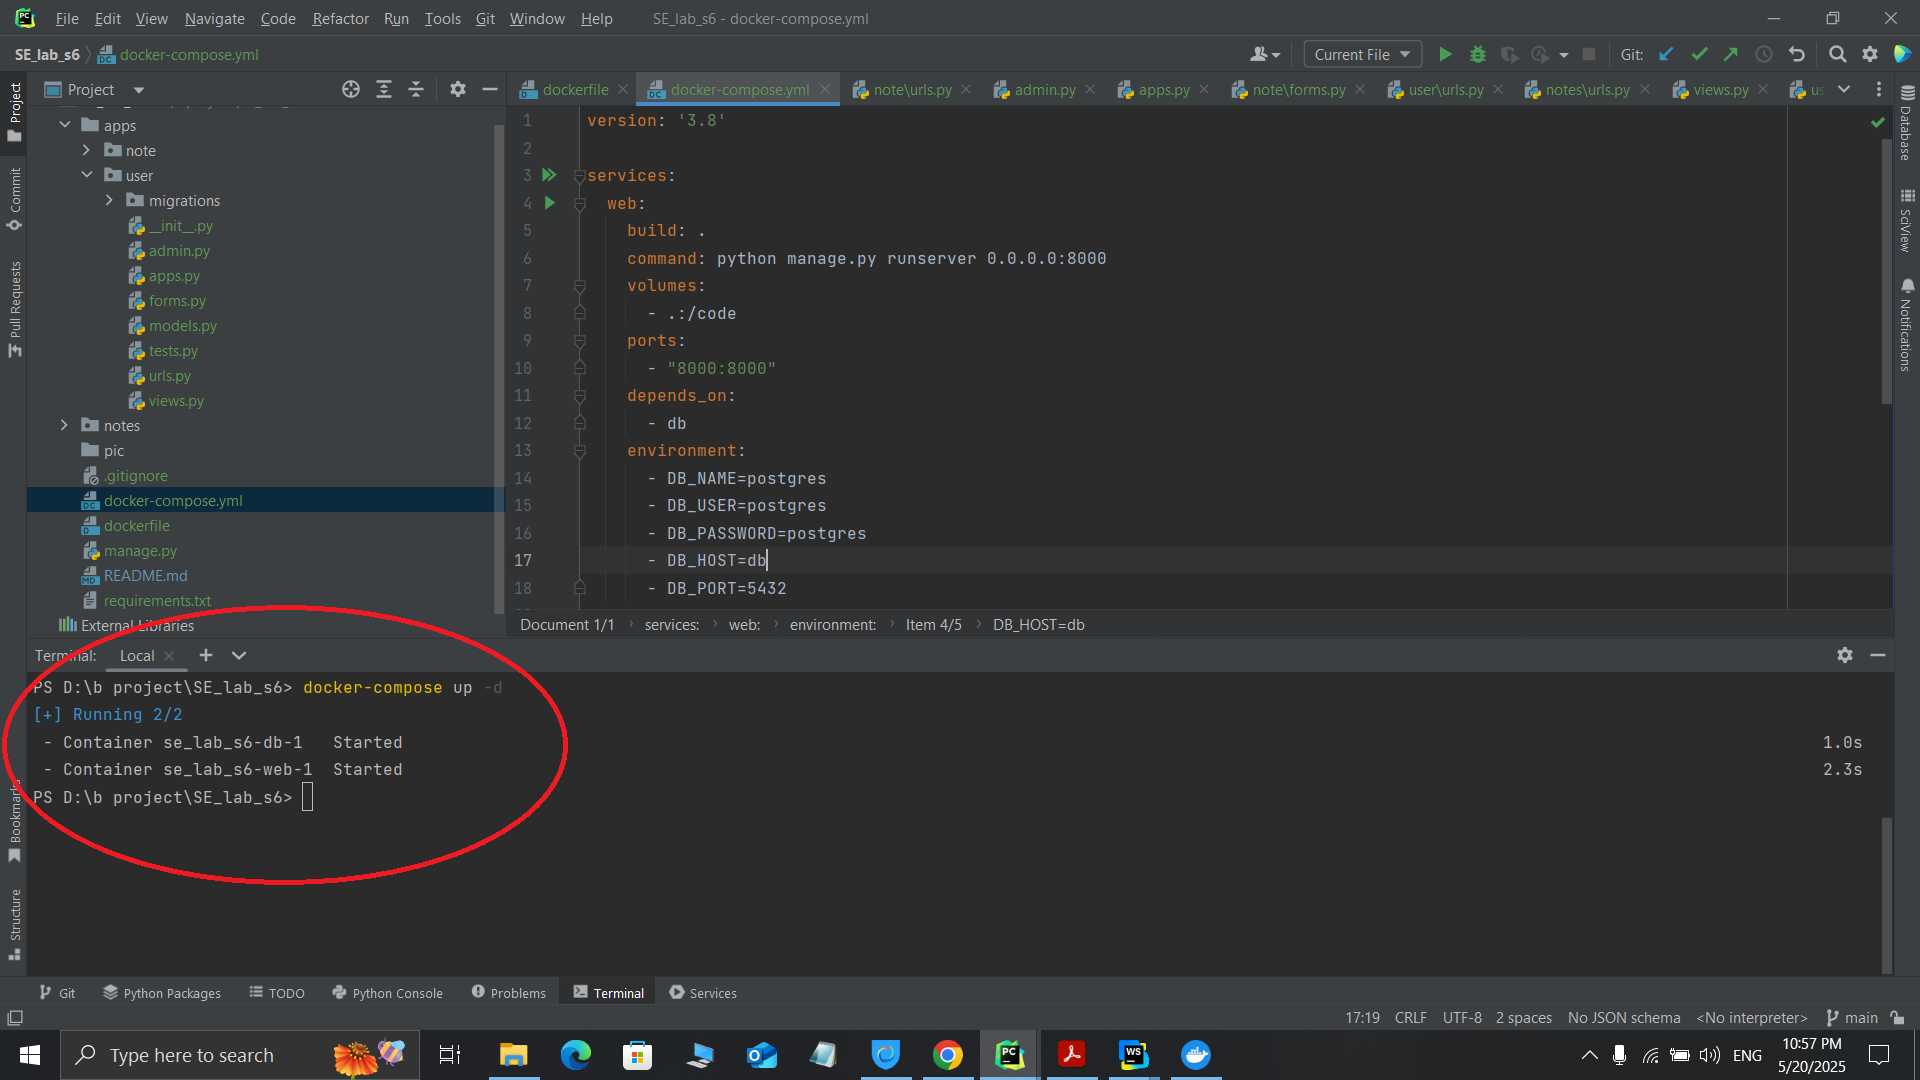 File Edit View Navigate Code Refactor Run Tools Git Window Help SE_lab_s6 - docker-compose.yml
SE_lab_s6 docker-compose.yml Current File Git:
Project
dockerfile docker-compose.yml note\urls.py admin.py apps.py note\forms.py user\urls.py notes\urls.py views.py us
Project
Commit
Pull Requests
Bookmarks
Structure
apps
note
user
migrations
__init__.py
admin.py
apps.py
forms.py
models.py
tests.py
urls.py
views.py
notes
pic
.gitignore
docker-compose.yml
dockerfile
manage.py
README.md
requirements.txt
External Libraries
1 version: '3.8'
2
3 services:
4 web:
5 build: .
6 command: python manage.py runserver 0.0.0.0:8000
7 volumes:
8 - .:/code
9 ports:
10 - "8000:8000"
11 depends_on:
12 - db
13 environment:
14 - DB_NAME=postgres
15 - DB_USER=postgres
16 - DB_PASSWORD=postgres
17 - DB_HOST=db
18 - DB_PORT=5432
Document 1/1 services: web: environment: Item 4/5 DB_HOST=db
Database
SciView
Notifications
Terminal: Local
PS D:\b project\SE_lab_s6> docker-compose up -d
[+] Running 2/2
- Container se_lab_s6-db-1 Started 1.0s
- Container se_lab_s6-web-1 Started 2.3s
PS D:\b project\SE_lab_s6>
Git Python Packages TODO Python Console Problems Terminal Services
17:19 CRLF UTF-8 2 spaces No JSON schema <No interpreter> main
Type here to search
ENG
10:57 PM
5/20/2025